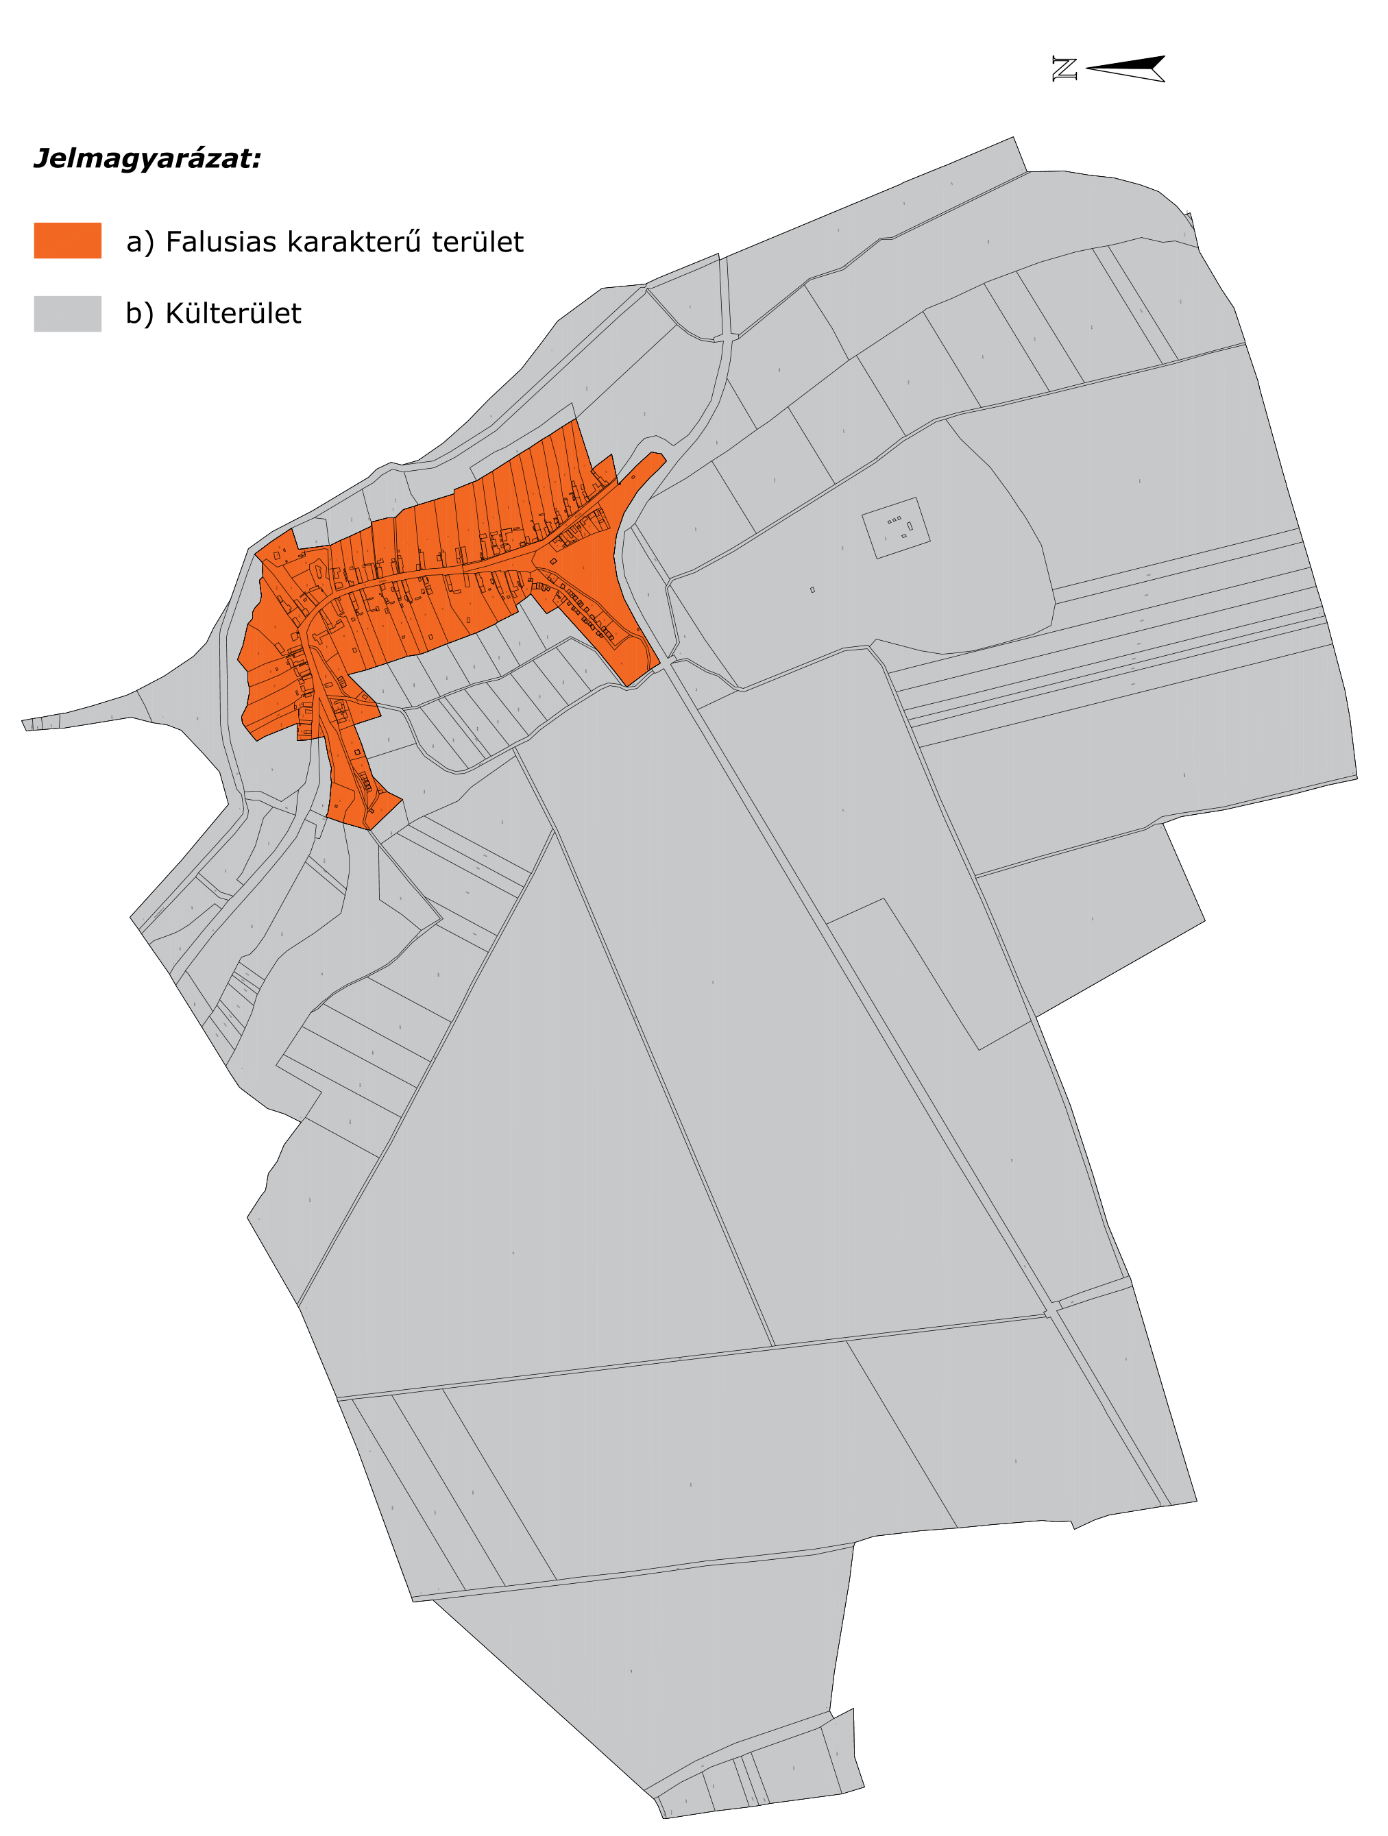 N
Jelmagyarázat:
a) Falusias karakterű terület
b) Külterület